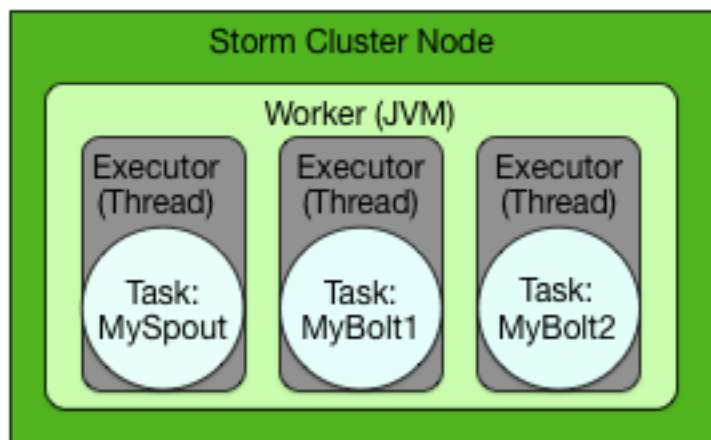 Storm Cluster Node
Worker (JVM)
Executor
(Thread)
Task:
MySpout
Executor
(Thread)
Task:
MyBolt1
Executor
(Thread)
Task:
MyBolt2